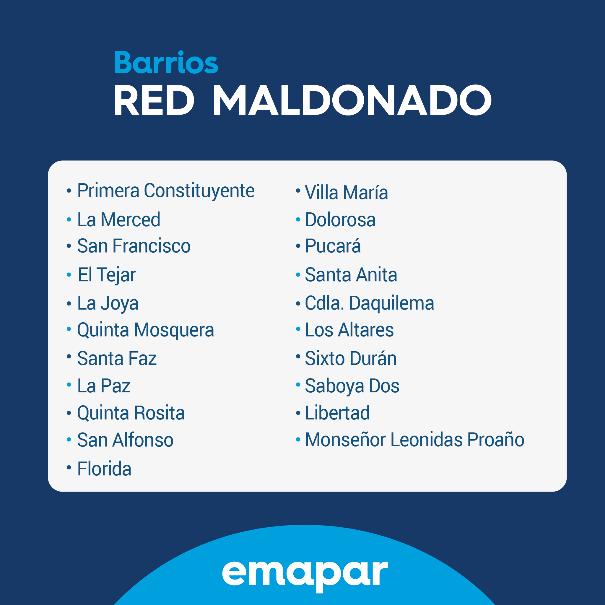 Barrios
RED MALDONADO
• Primera Constituyente
• La Merced
• San Francisco
• El Tejar
• La Joya
• Quinta Mosquera
• Santa Faz
• La Paz
• Quinta Rosita
• San Alfonso
• Florida
• Villa María
• Dolorosa
• Pucará
• Santa Anita
• Cdla. Daquilema
• Los Altares
• Sixto Durán
• Saboya Dos
• Libertad
• Monseñor Leonidas Proaño
emapar